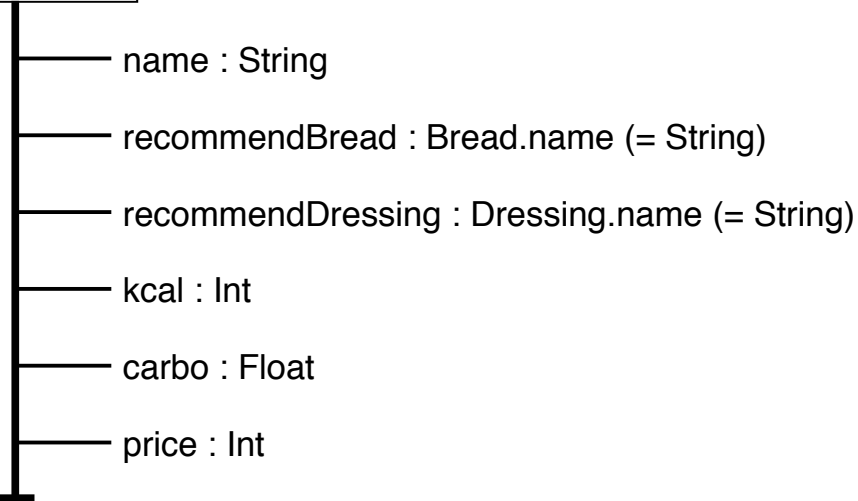 name : String
recommendBread : Bread.name (= String)
recommendDressing : Dressing.name (= String)
kcal : Int
carbo : Float
price : Int